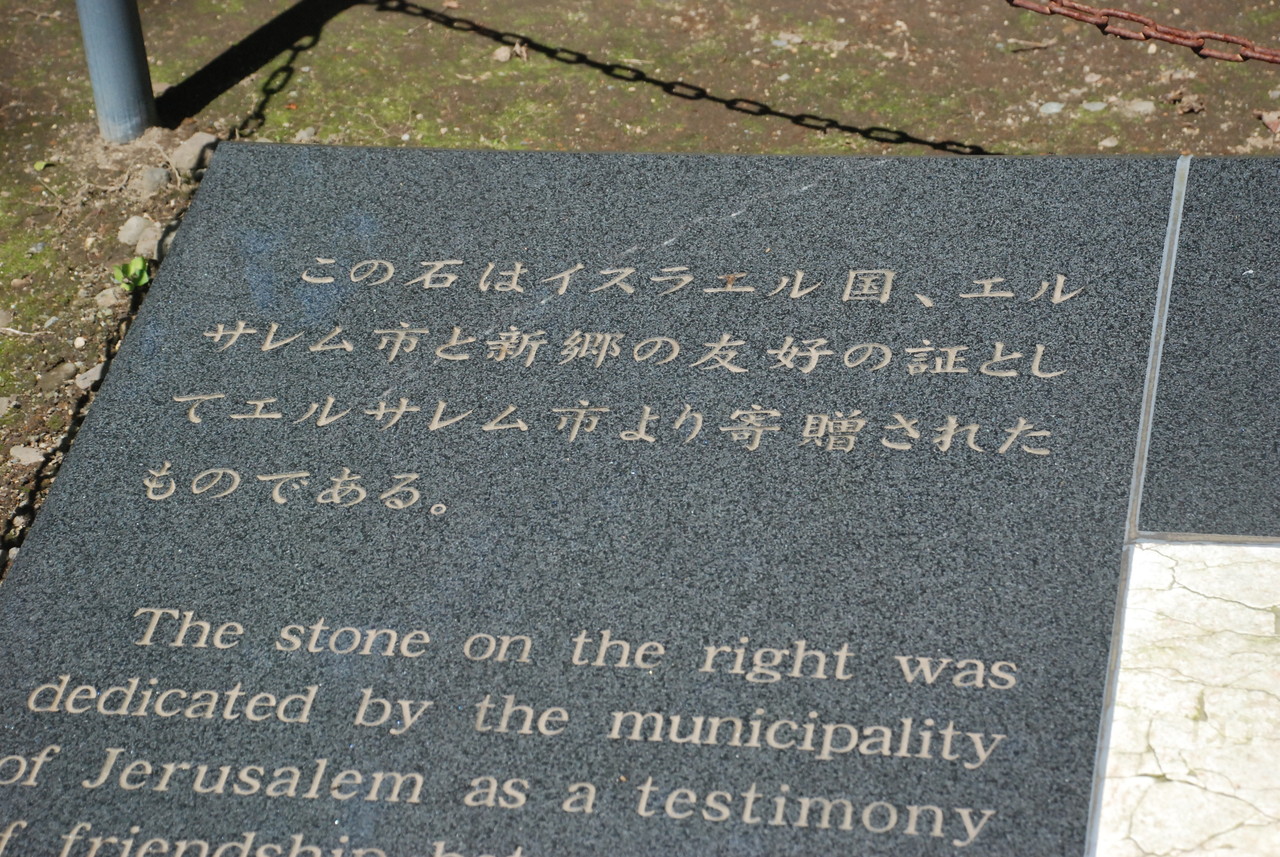 この石はイスラエル国、エル
サレム市と新郷の友好の証とし
てエルサレム市より寄贈された
ものである。
The stone on the right was
dedicated by the municipality
of Jerusalem as a testimony
friendship